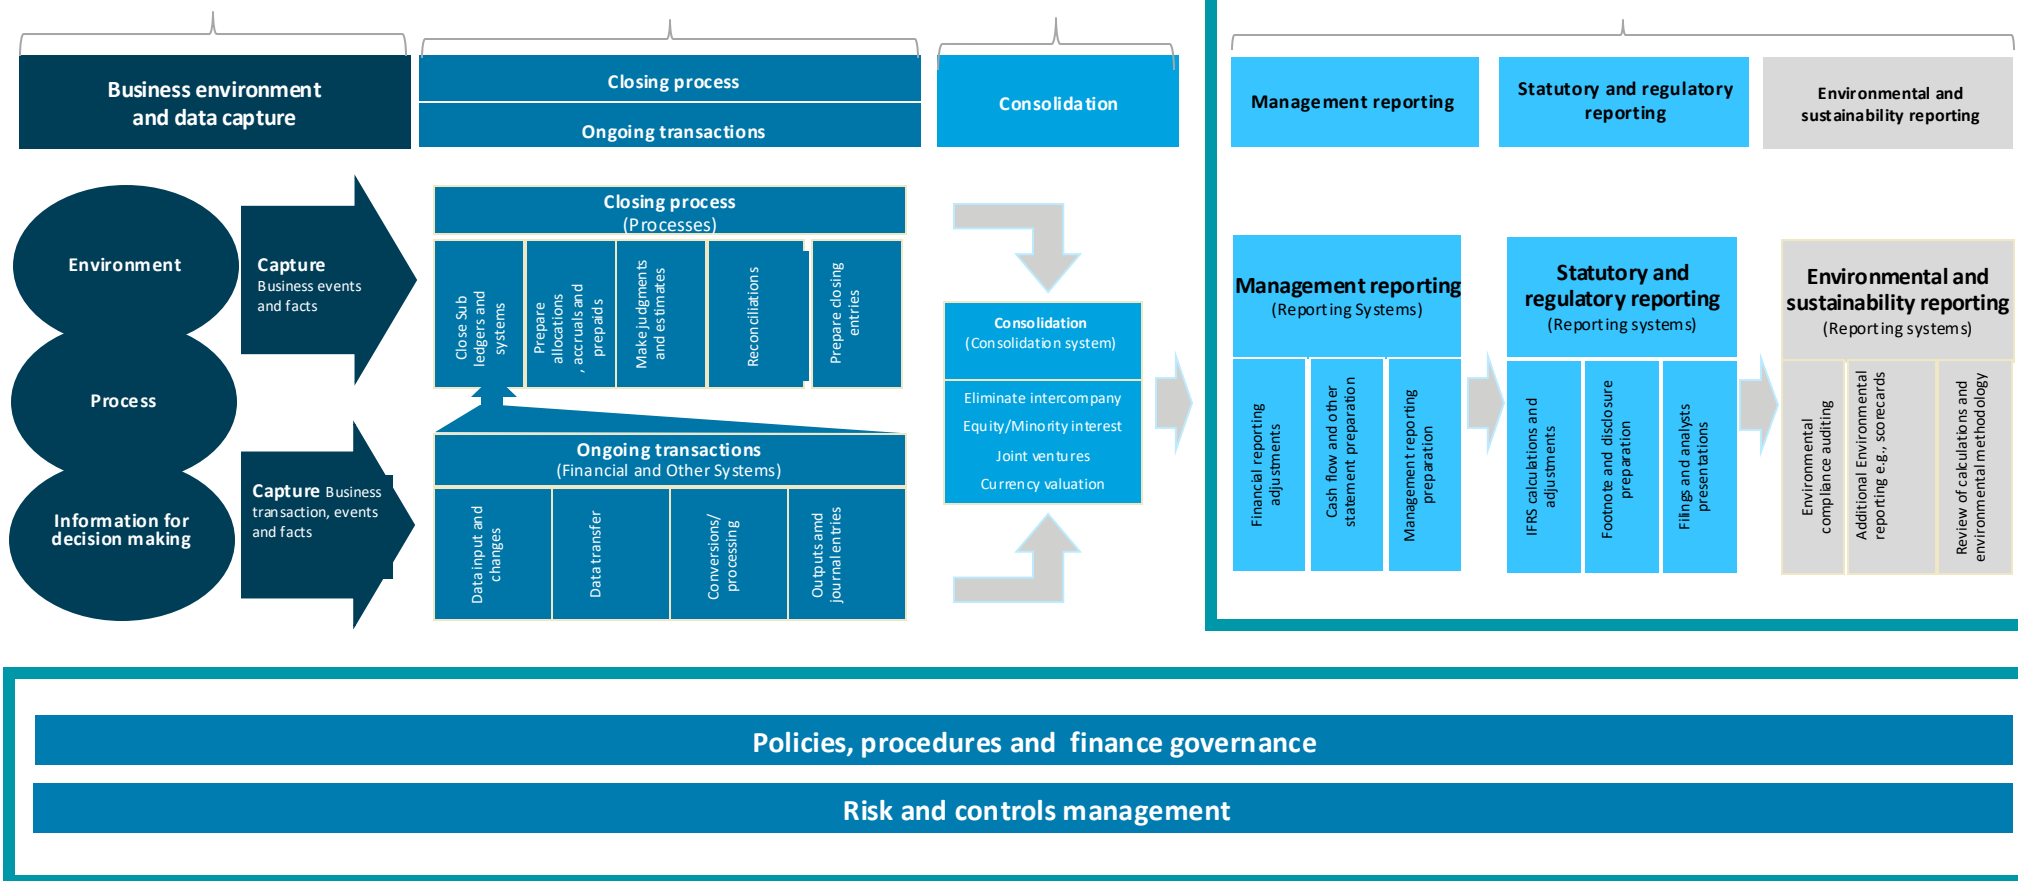 Business environment
and data capture
Closing process
Ongoing transactions
Consolidation
Management reporting
Statutory and regulatory
reporting
Environmental and
sustainability reporting
Environment
Process
Information for
decision making
Capture
Business events
and facts
Capture Business
transaction, events
and facts
Closing process
(Processes)
Close Sub
ledgers and
systems
Prepare
allocations
, accruals and
prepaids
Make judgments
and estimates
Reconciliations
Prepare closing
entries
Ongoing transactions
(Financial and Other Systems)
Data input and
changes
Data transfer
Conversions/
processing
Outputs amd
journal entries
Consolidation
(Consolidation system)
Eliminate intercompany
Equity/Minority interest
Joint ventures
Currency valuation
Management reporting
(Reporting Systems)
Financial reporting
adjustments
Cash flow and other
statement preparation
Management reporting
preparation
Statutory and
regulatory reporting
(Reporting systems)
IFRS calculations and
adjustments
Footnote and disclosure
preparation
Filings and analysts
presentations
Environmental and
sustainability reporting
(Reporting systems)
Environmental
compliance auditing
Additional Environmental
reporting e.g., scorecards
Review of calculations and
environmental methodology
Policies, procedures and finance governance
Risk and controls management